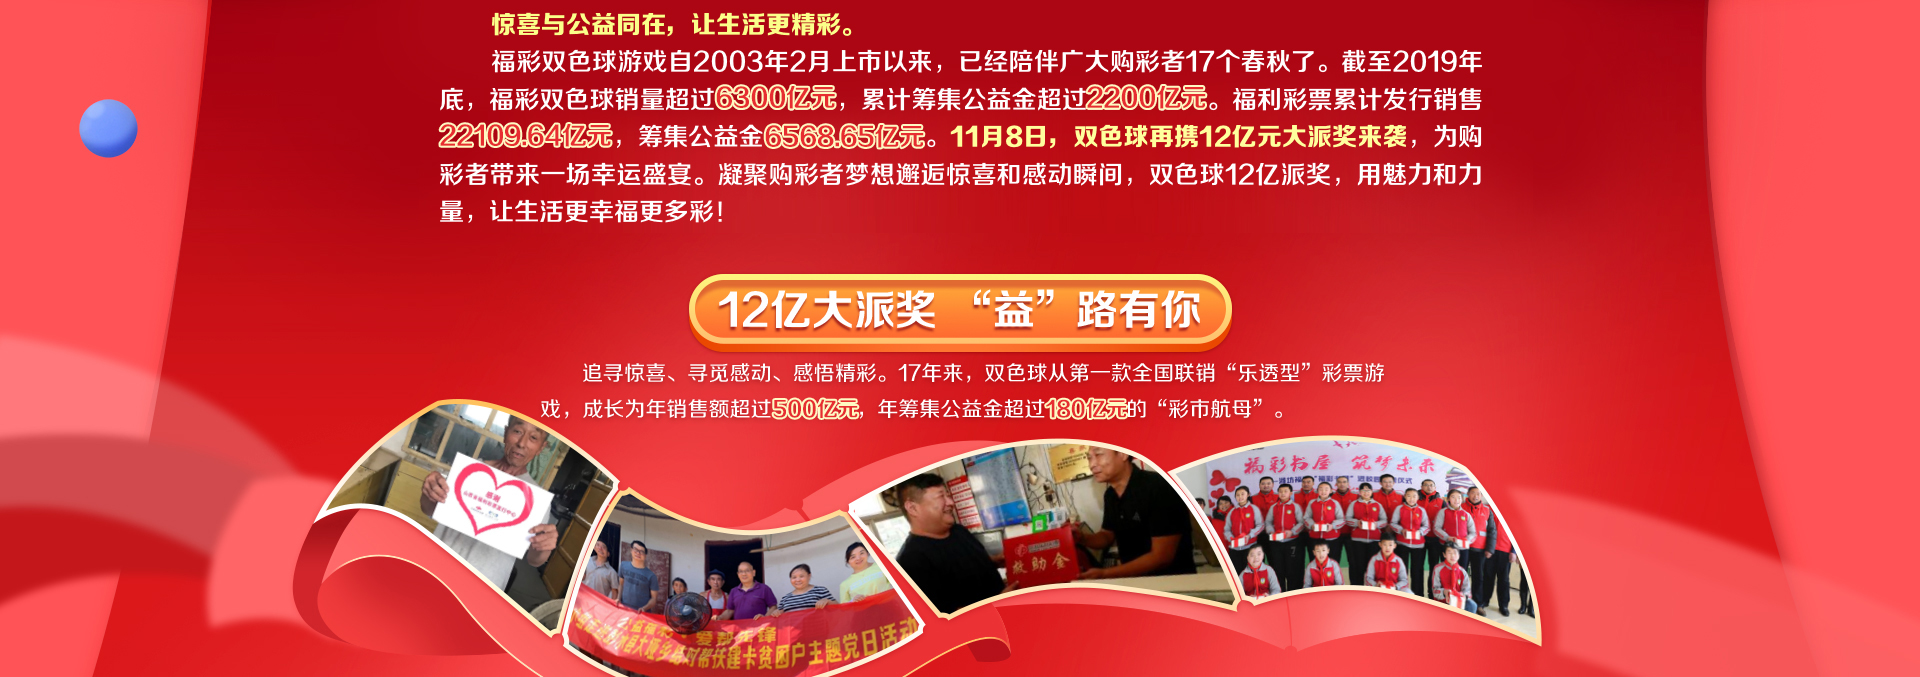 惊喜与公益同在，让生活更精彩。
福彩双色球游戏自2003年2月上市以来，已经陪伴广大购彩者17个春秋了。截至2019年
底，福彩双色球销量超过6300亿元，累计筹集公益金超过2200亿元。福利彩票累计发行销售
22109.64亿元，筹集公益金6568.65亿元。11月8日，双色球再携12亿元大派奖来袭，为购
彩者带来一场幸运盛宴。凝聚购彩者梦想邂逅惊喜和感动瞬间，双色球12亿派奖，用魅力和力
量，让生活更幸福更多彩！
12亿大派奖 “益”路有你
追寻惊喜、寻觅感动、感悟精彩。17年来，双色球从第一款全国联销“乐透型”彩票游
戏，成长为年销售额超过500亿元，年筹集公益金超过180亿元的“彩市航母”。
感谢
福彩书屋 筑梦未来
救助金
结对帮扶建卡贫困户主题党日活动